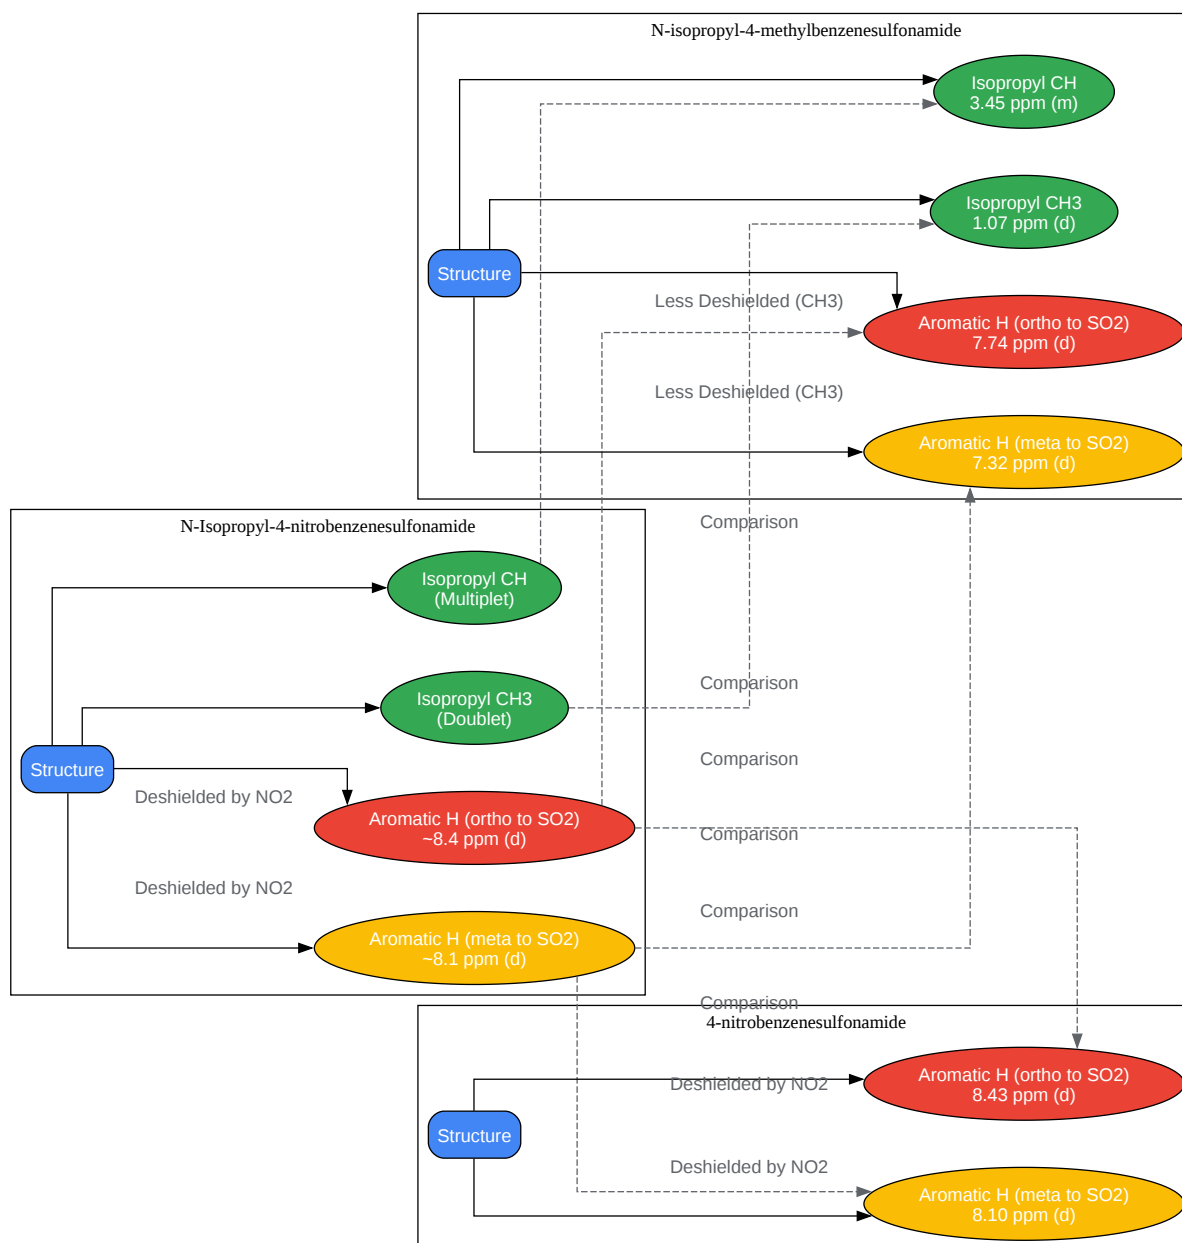 N-isopropyl-4-methylbenzenesulfonamide
Isopropyl CH
3.45 ppm (m)
Isopropyl CH3
1.07 ppm (d)
Structure
Less Deshielded (CH3)
Aromatic H (ortho to SO2)
7.74 ppm (d)
Less Deshielded (CH3)
Aromatic H (meta to SO2)
7.32 ppm (d)
N-Isopropyl-4-nitrobenzenesulfonamide
Comparison
Isopropyl CH
(Multiplet)
Comparison
Isopropyl CH3
(Doublet)
Comparison
Structure
Deshielded by NO2
Aromatic H (ortho to SO2)
~8.4 ppm (d)
Comparison
Deshielded by NO2
Comparison
Aromatic H (meta to SO2)
~8.1 ppm (d)
Comparison
4-nitrobenzenesulfonamide
Deshielded by NO2
Aromatic H (ortho to SO2)
8.43 ppm (d)
Structure
Deshielded by NO2
Aromatic H (meta to SO2)
8.10 ppm (d)